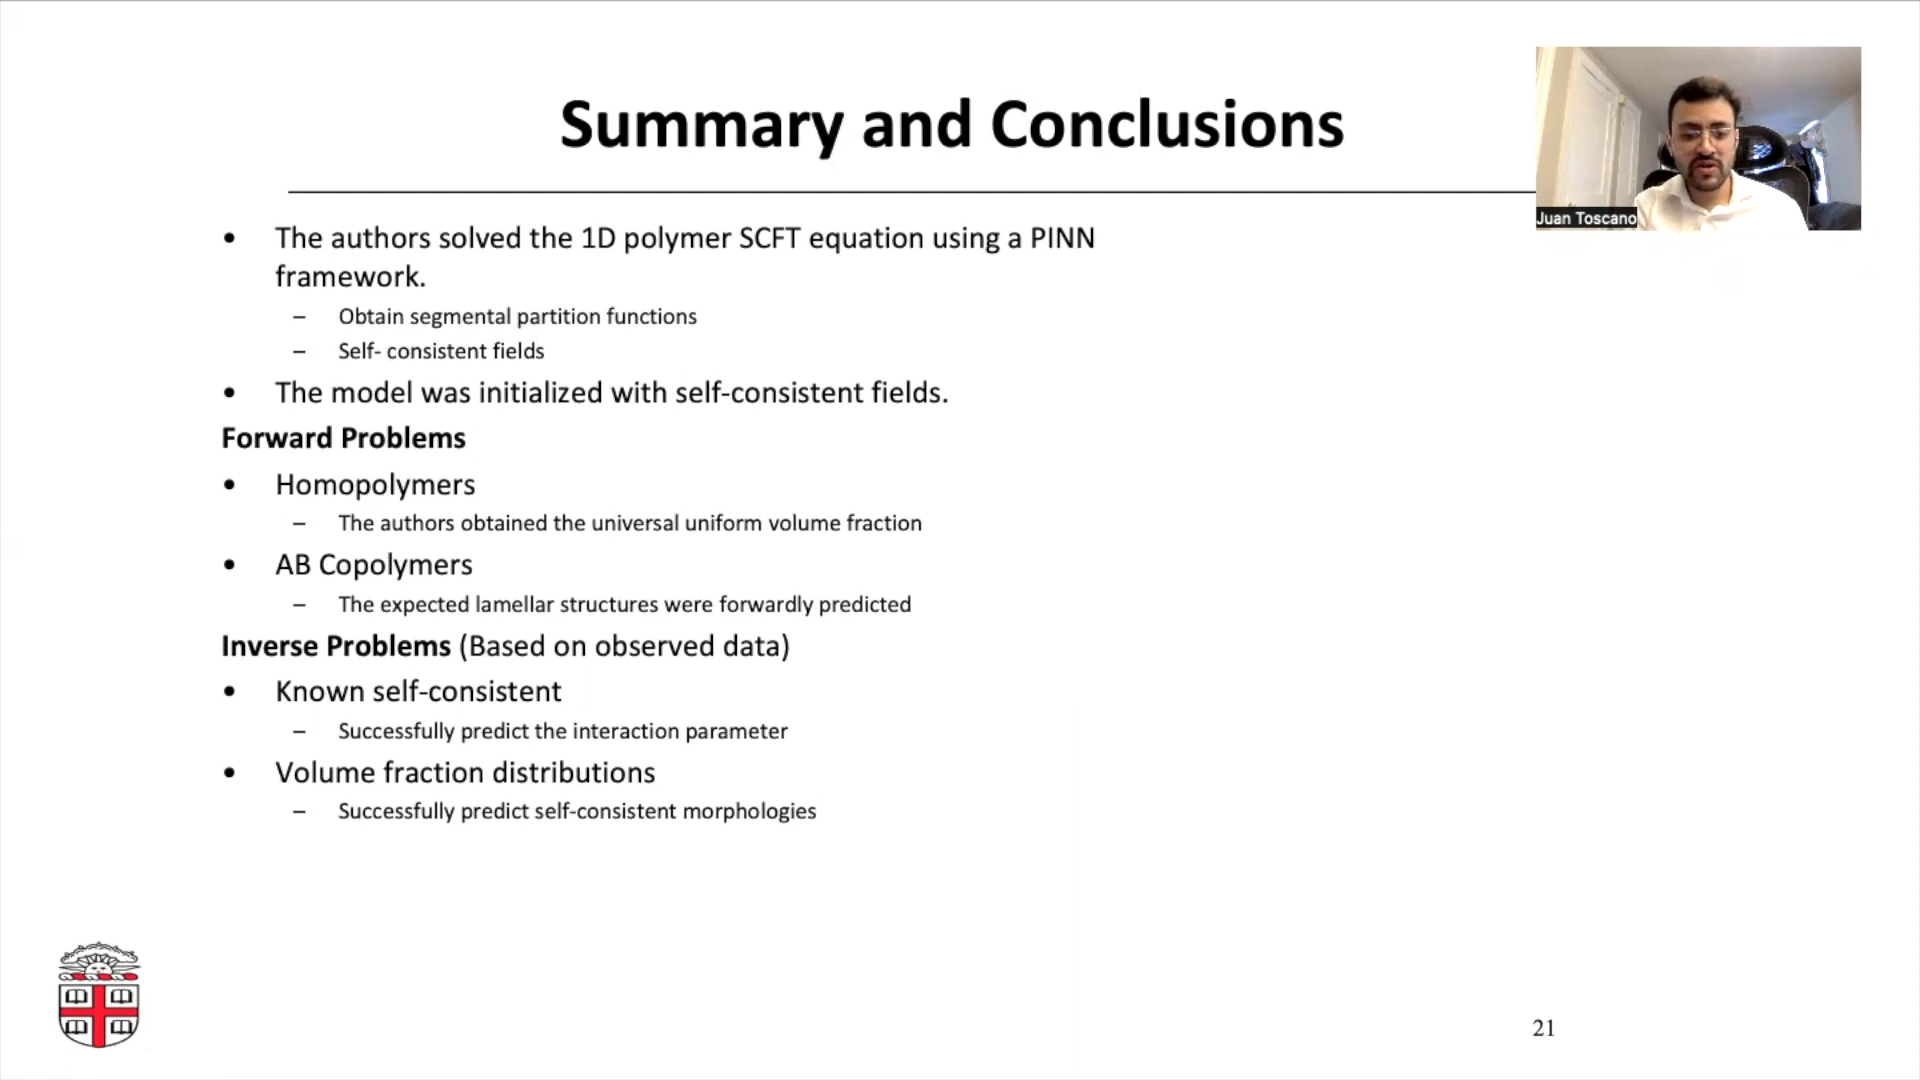 Summary and Conclusions
Juan Toscano
• The authors solved the 1D polymer SCFT equation using a PINN
framework.
– Obtain segmental partition functions
– Self- consistent fields
• The model was initialized with self-consistent fields.
Forward Problems
• Homopolymers
– The authors obtained the universal uniform volume fraction
• AB Copolymers
– The expected lamellar structures were forwardly predicted
Inverse Problems (Based on observed data)
• Known self-consistent
– Successfully predict the interaction parameter
• Volume fraction distributions
– Successfully predict self-consistent morphologies
21